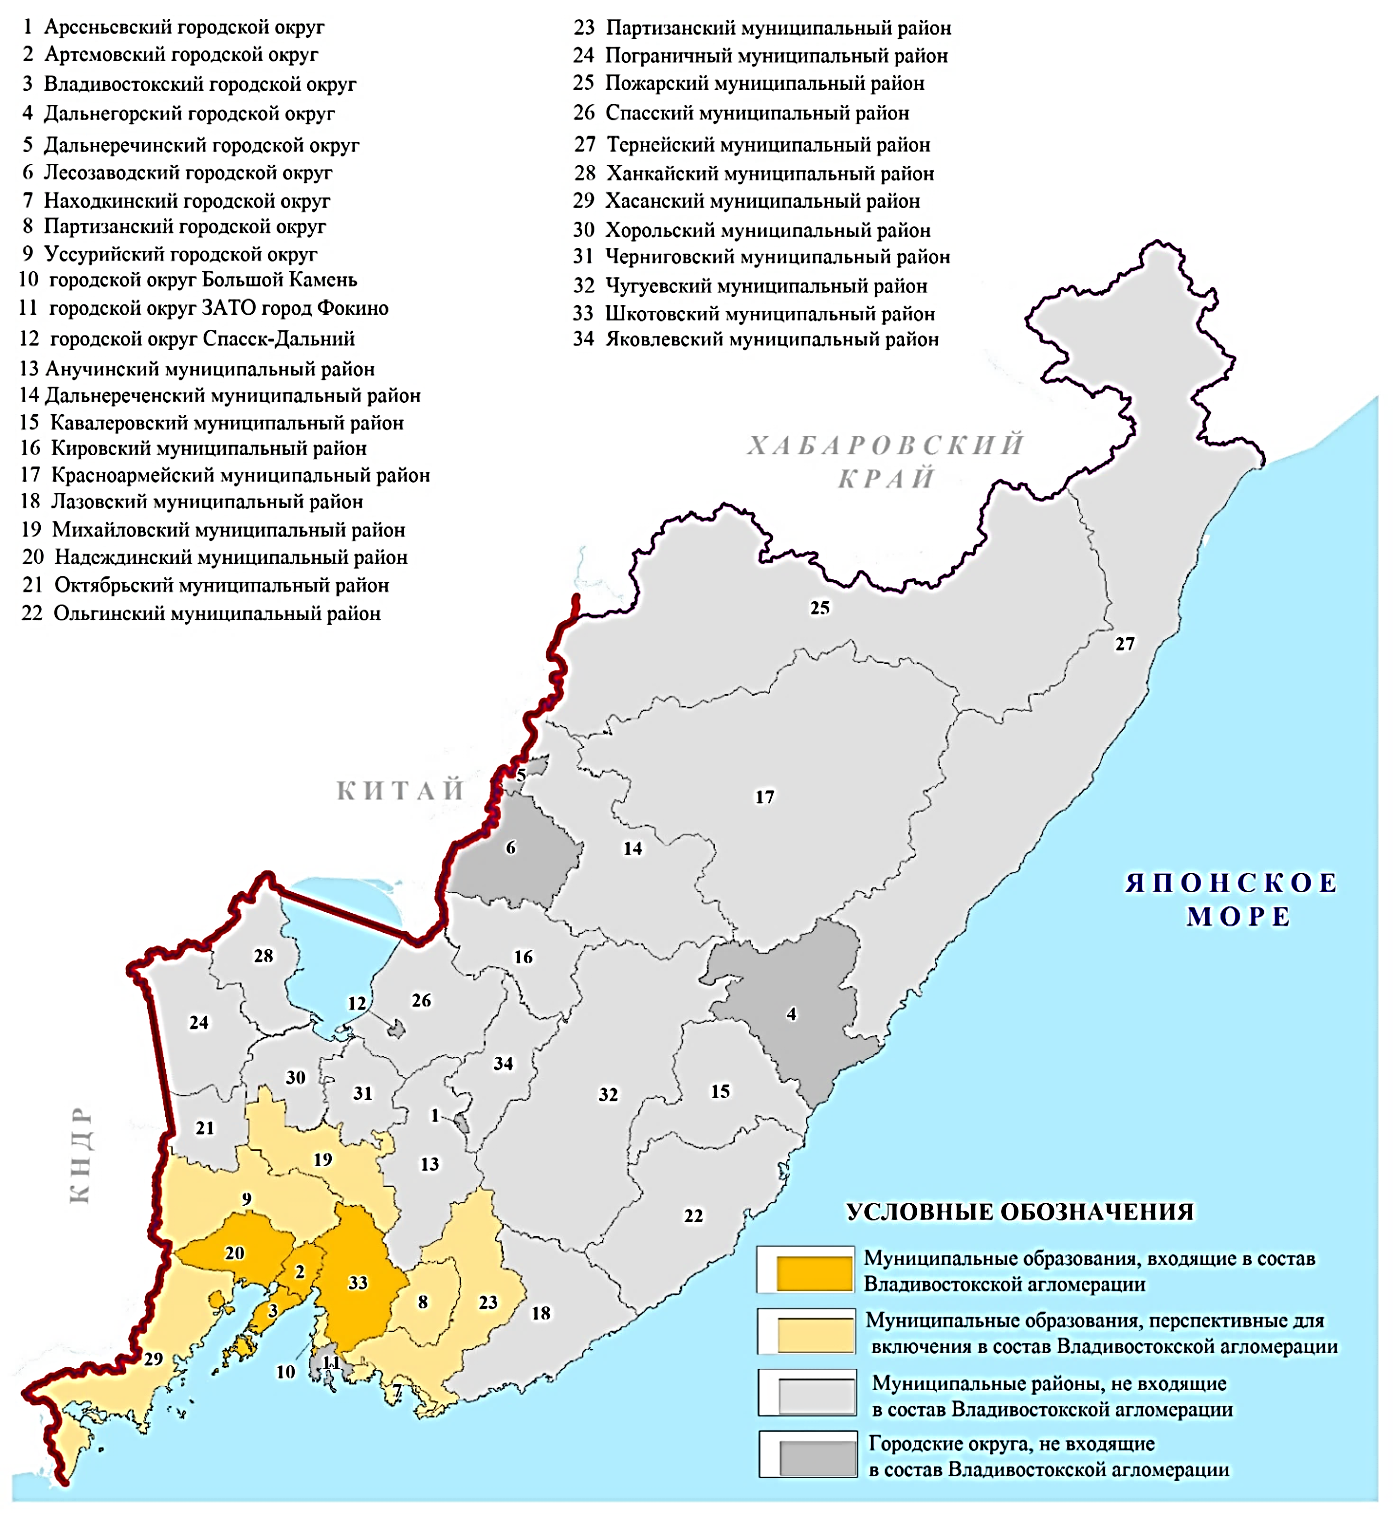 1 Арсеньевский городской округ
2 Артемовский городской округ
3 Владивостокский городской округ
4 Дальнегорский городской округ
5 Дальнеречинский городской округ
6 Лесозаводский городской округ
7 Находкинский городской округ
8 Партизанский городской округ
9 Уссурийский городской округ
10 городской округ Большой Камень
11 городской округ ЗАТО город Фокино
12 городской округ Спасск-Дальний
13 Анучинский муниципальный район
14 Дальнереченский муниципальный район
15 Кавалеровский муниципальный район
16 Кировский муниципальный район
17 Красноармейский муниципальный район
18 Лазовский муниципальный район
19 Михайловский муниципальный район
20 Надеждинский муниципальный район
21 Октябрьский муниципальный район
22 Ольгинский муниципальный район
23 Партизанский муниципальный район
24 Пограничный муниципальный район
25 Пожарский муниципальный район
26 Спасский муниципальный район
27 Тернейский муниципальный район
28 Ханкайский муниципальный район
29 Хасанский муниципальный район
30 Хорольский муниципальный район
31 Черниговский муниципальный район
32 Чугуевский муниципальный район
33 Шкотовский муниципальный район
34 Яковлевский муниципальный район
ХАБАРОВСКИЙ
КРАЙ
25
27
КИТАЙ
5
17
6
14
ЯПОНСКОЕ
МОРЕ
28
16
12
26
24
4
34
30
31
15
32
1
21
КНДР
19
13
9
22
20
2
33
8
23
3
18
29
10
11
7
УСЛОВНЫЕ ОБОЗНАЧЕНИЯ
Муниципальные образования, входящие в состав
Владивостокской агломерации
Муниципальные образования, перспективные для
включения в состав Владивостокской агломерации
Муниципальные районы, не входящие
в состав Владивостокской агломерации
Городские округа, не входящие
в состав Владивостокской агломерации